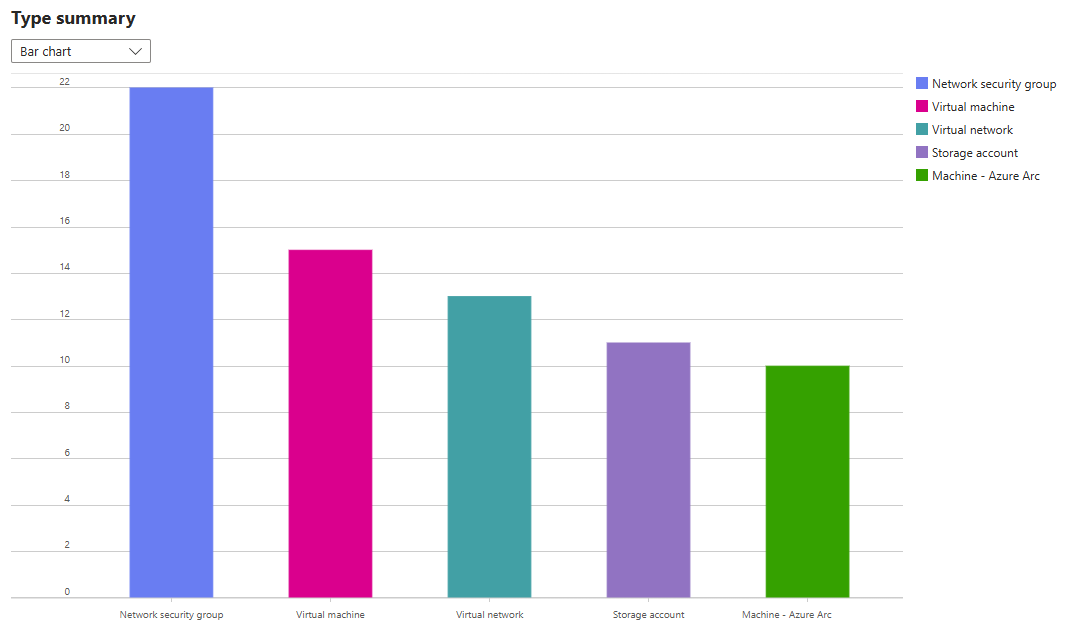 Type summary
Bar chart
22
20
18
16
14
12
10
8
6
4
2
0
Network security group
Virtual machine
Virtual network
Storage account
Machine - Azure Arc
Network security group
Virtual machine
Virtual network
Storage account
Machine - Azure Arc